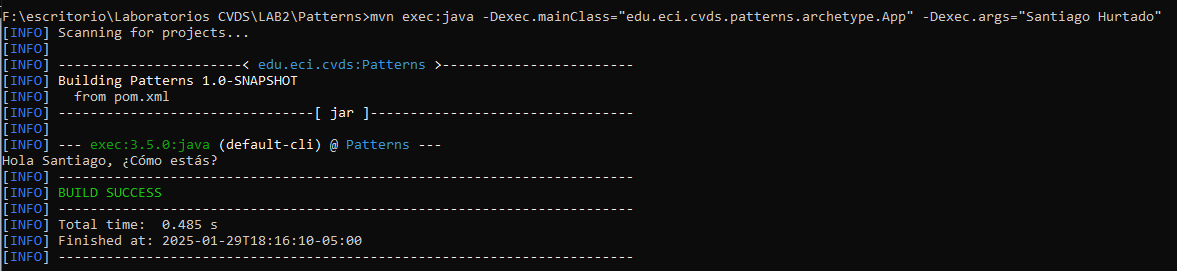 F:\escritorio\Laboratorios CVDS\LAB2\Patterns>mvn exec:java -Dexec.mainClass="edu.eci.cvds.patterns.archetype.App" -Dexec.args="Santiago Hurtado"
[INFO] Scanning for projects...
[INFO]
[INFO] -----------------------< edu.eci.cvds:Patterns >------------------------
[INFO] Building Patterns 1.0-SNAPSHOT
[INFO]   from pom.xml
[INFO] --------------------------------[ jar ]---------------------------------
[INFO]
[INFO] --- exec:3.5.0:java (default-cli) @ Patterns ---
Hola Santiago, ¿Cómo estás?
[INFO] ------------------------------------------------------------------------
[INFO] BUILD SUCCESS
[INFO] ------------------------------------------------------------------------
[INFO] Total time:  0.485 s
[INFO] Finished at: 2025-01-29T18:16:10-05:00
[INFO] ------------------------------------------------------------------------